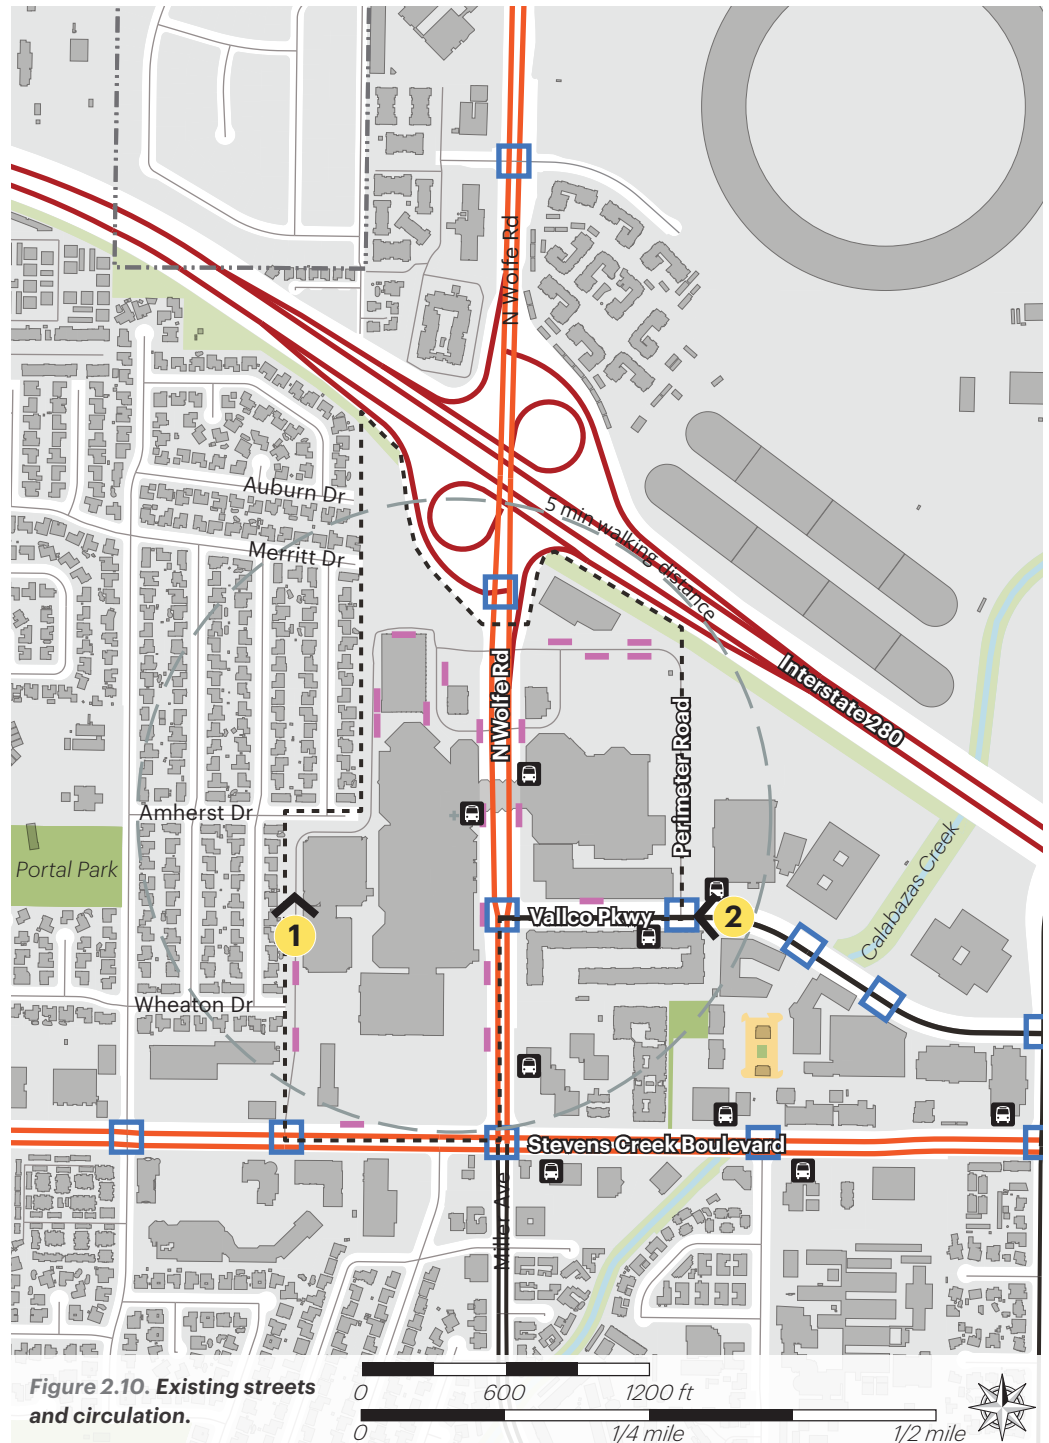 N Wolfe Rd
Auburn Dr
5 min walking distance
Merritt Dr
Interstate 280
N Wolfe Rd
Perimeter Road
Amherst Dr
Portal Park
Calabazas Creek
1
Vallco Pkwy
2
Wheaton Dr
Stevens Creek Boulevard
Miller Ave
Figure 2.10. Existing streets
and circulation.
0 600 1200 ft
0 1/4 mile 1/2 mile